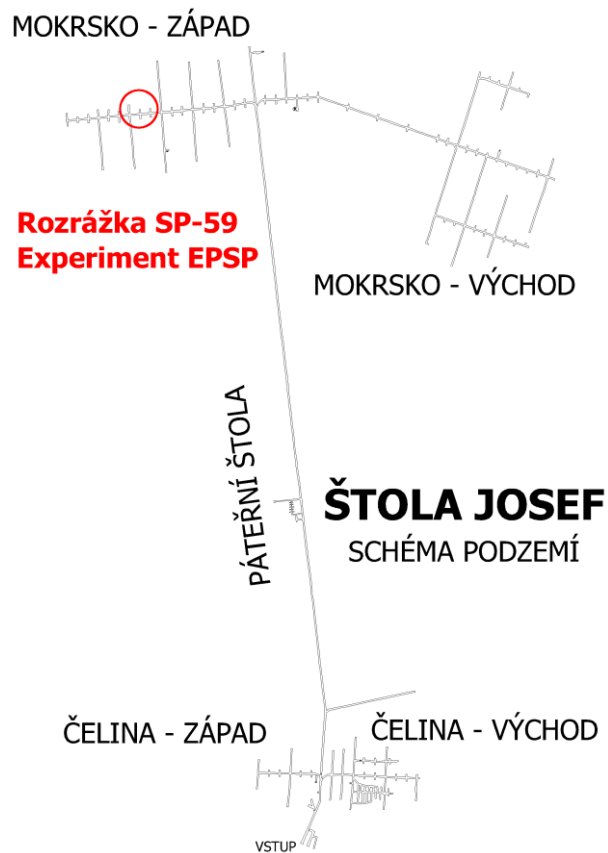 MOKRSKO - ZÁPAD
Rozrážka SP-59
Experiment EPSP
MOKRSKO - VÝCHOD
PÁTEŘNÍ ŠTOLA
ŠTOLA JOSEF
SCHÉMA PODZEMÍ
ČELINA - ZÁPAD
ČELINA - VÝCHOD
VSTUP